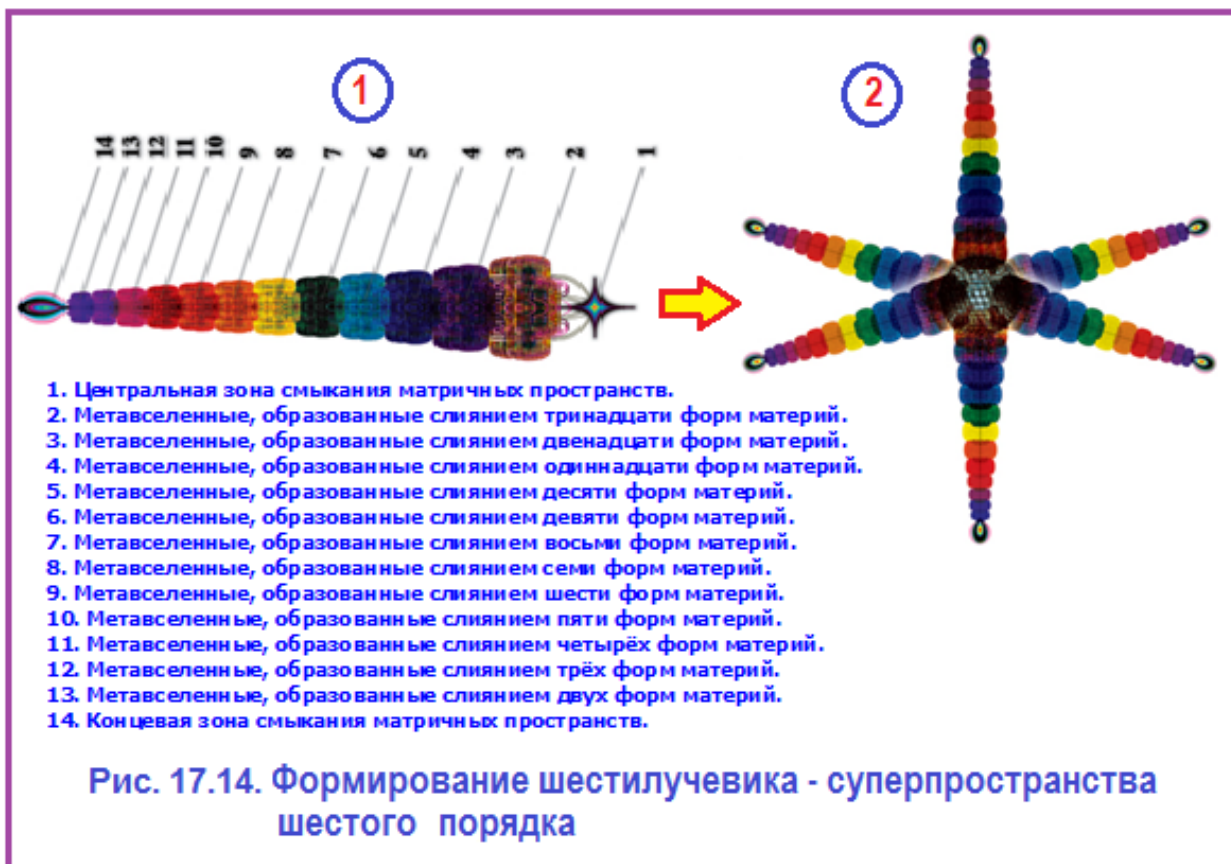 1
2
14 13 12 11 10 9 8 7 6 5 4 3 2 1
1. Центральная зона смыкания матричных пространств.
2. Метавселенные, образованные слиянием тринадцати форм материй.
3. Метавселенные, образованные слиянием двенадцати форм материй.
4. Метавселенные, образованные слиянием одиннадцати форм материй.
5. Метавселенные, образованные слиянием десяти форм материй.
6. Метавселенные, образованные слиянием девяти форм материй.
7. Метавселенные, образованные слиянием восьми форм материй.
8. Метавселенные, образованные слиянием семи форм материй.
9. Метавселенные, образованные слиянием шести форм материй.
10. Метавселенные, образованные слиянием пяти форм материй.
11. Метавселенные, образованные слиянием четырёх форм материй.
12. Метавселенные, образованные слиянием трёх форм материй.
13. Метавселенные, образованные слиянием двух форм материй.
14. Концевая зона смыкания матричных пространств.
Рис. 17.14. Формирование шестилучевика - суперпространства
шестого порядка